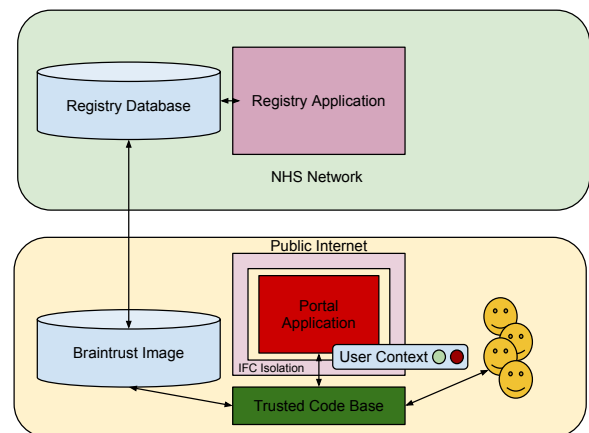 Registry Database
Registry Application
NHS Network
Public Internet
Portal
Application
Braintrust Image
User Context
IFC Isolation
Trusted Code Base